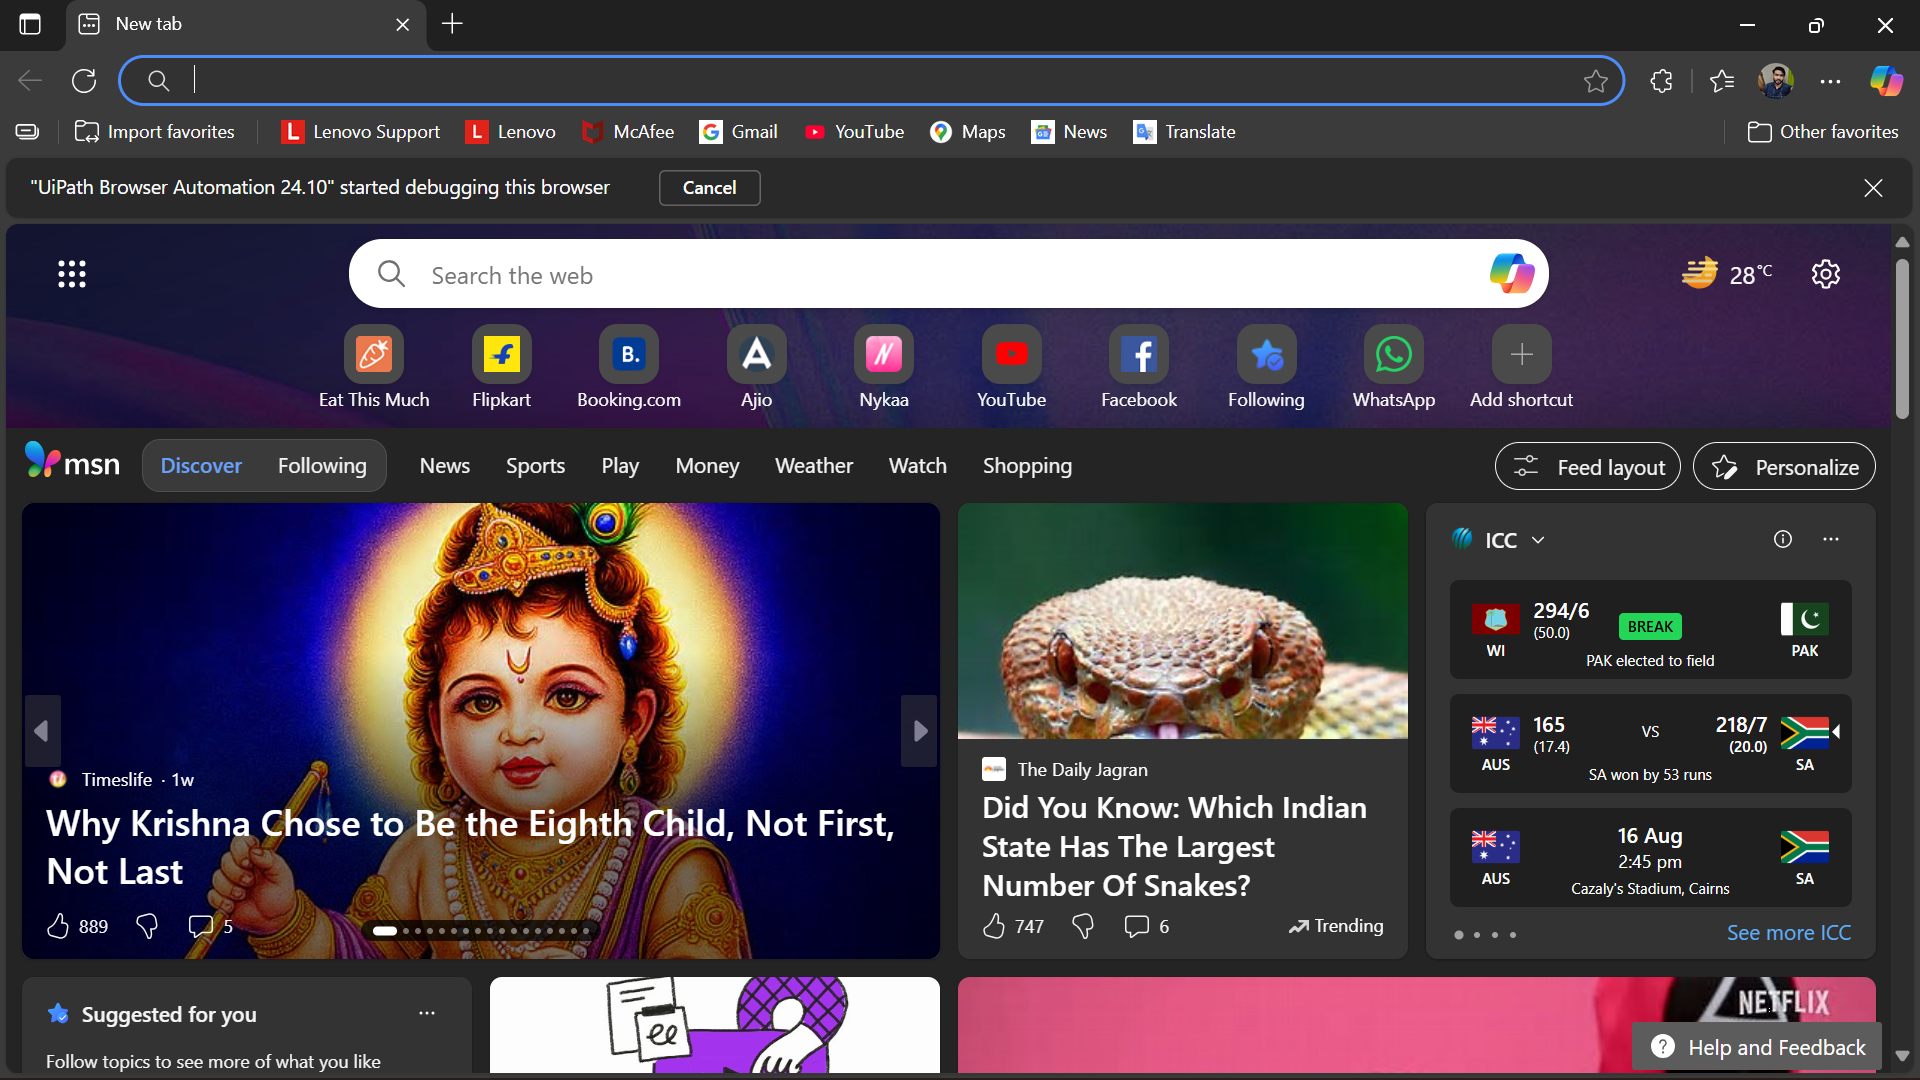 New tab
Import favorites
Lenovo Support
Lenovo
McAfee
Gmail
YouTube
Maps
News
Translate
Other favorites
"UiPath Browser Automation 24.10" started debugging this browser
Cancel
Search the web
28°C
Eat This Much
Flipkart
B.
Booking.com
Ajio
Nykaa
YouTube
Facebook
Following
WhatsApp
Add shortcut
msn
Discover
Following
News
Sports
Play
Money
Weather
Watch
Shopping
Feed layout
Personalize
Timeslife · 1w
Why Krishna Chose to Be the Eighth Child, Not First,
Not Last
889
5
The Daily Jagran
Did You Know: Which Indian
State Has The Largest
Number Of Snakes?
747
6
Trending
ICC
294/6
(50.0)
BREAK
WI
PAK
PAK elected to field
165
(17.4)
VS
218/7
(20.0)
AUS
SA
SA won by 53 runs
16 Aug
2:45 pm
AUS
SA
Cazaly's Stadium, Cairns
See more ICC
Suggested for you
Follow topics to see more of what you like
NETFLIX
Help and Feedback